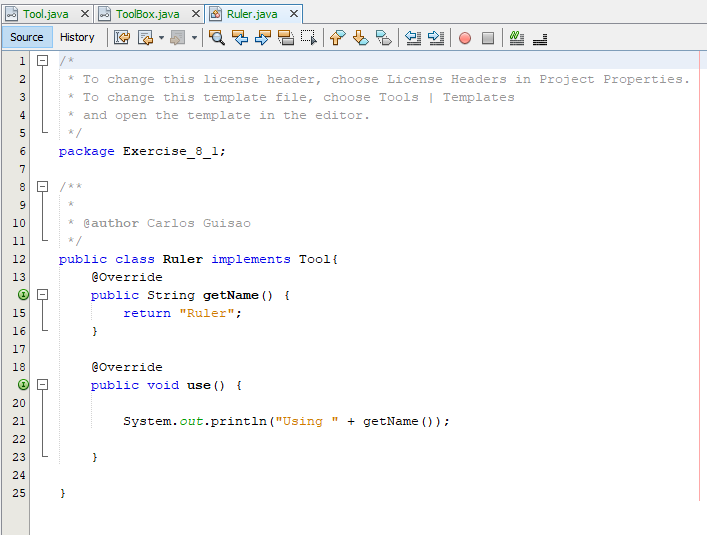 Tool.java ToolBox.java Ruler.java
Source History
1 /*
2 * To change this license header, choose License Headers in Project Properties.
3 * To change this template file, choose Tools | Templates
4 * and open the template in the editor.
5 */
6 package Exercise_8_1;
7
8 /**
9 *
10 * @author Carlos Guisao
11 */
12 public class Ruler implements Tool{
13 @Override
public String getName() {
15 return "Ruler";
16 }
17
18 @Override
public void use() {
20
21 System.out.println("Using " + getName());
22
23 }
24
25 }